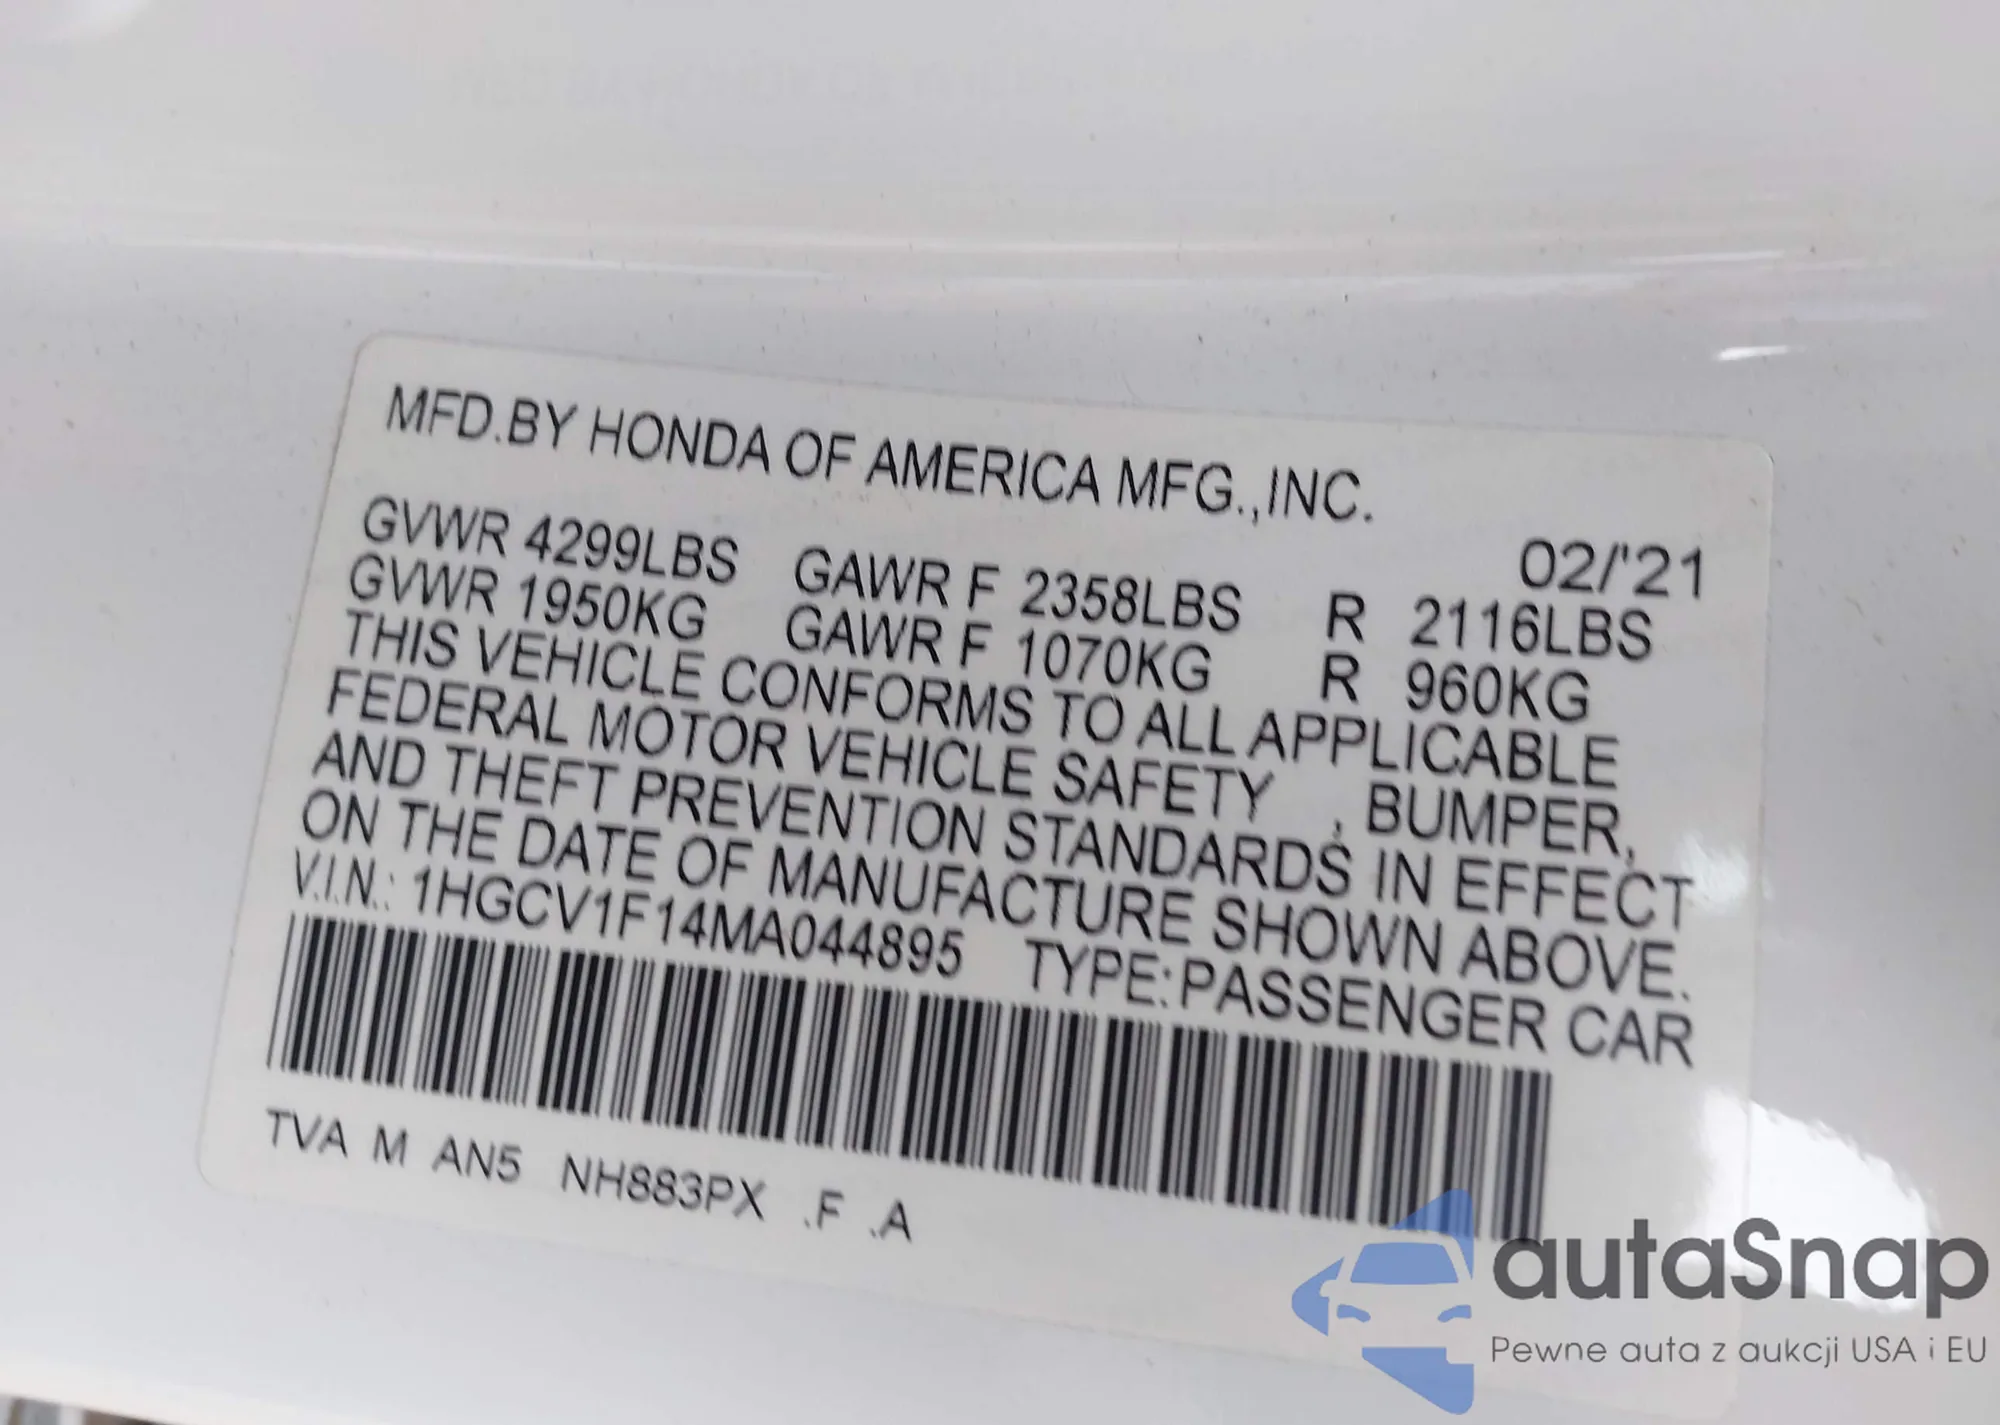 MFD.BY HONDA OF AMERICA MFG.,INC.
02/'21
GVWR 4299LBS GAWR F 2358LBS R 2116LBS
GVWR 1950KG GAWR F 1070KG R 960KG
THIS VEHICLE CONFORMS TO ALL APPLICABLE
FEDERAL MOTOR VEHICLE SAFETY , BUMPER,
AND THEFT PREVENTION STANDARDS, IN EFFECT
ON THE DATE OF MANUFACTURE SHOWN ABOVE.
V.I.N.: 1HGCV1F14MA044895 TYPE:PASSENGER CAR
TVA M AN5 NH883PX .F .A
autaSnap
Pewne auta z aukcji USA i EU